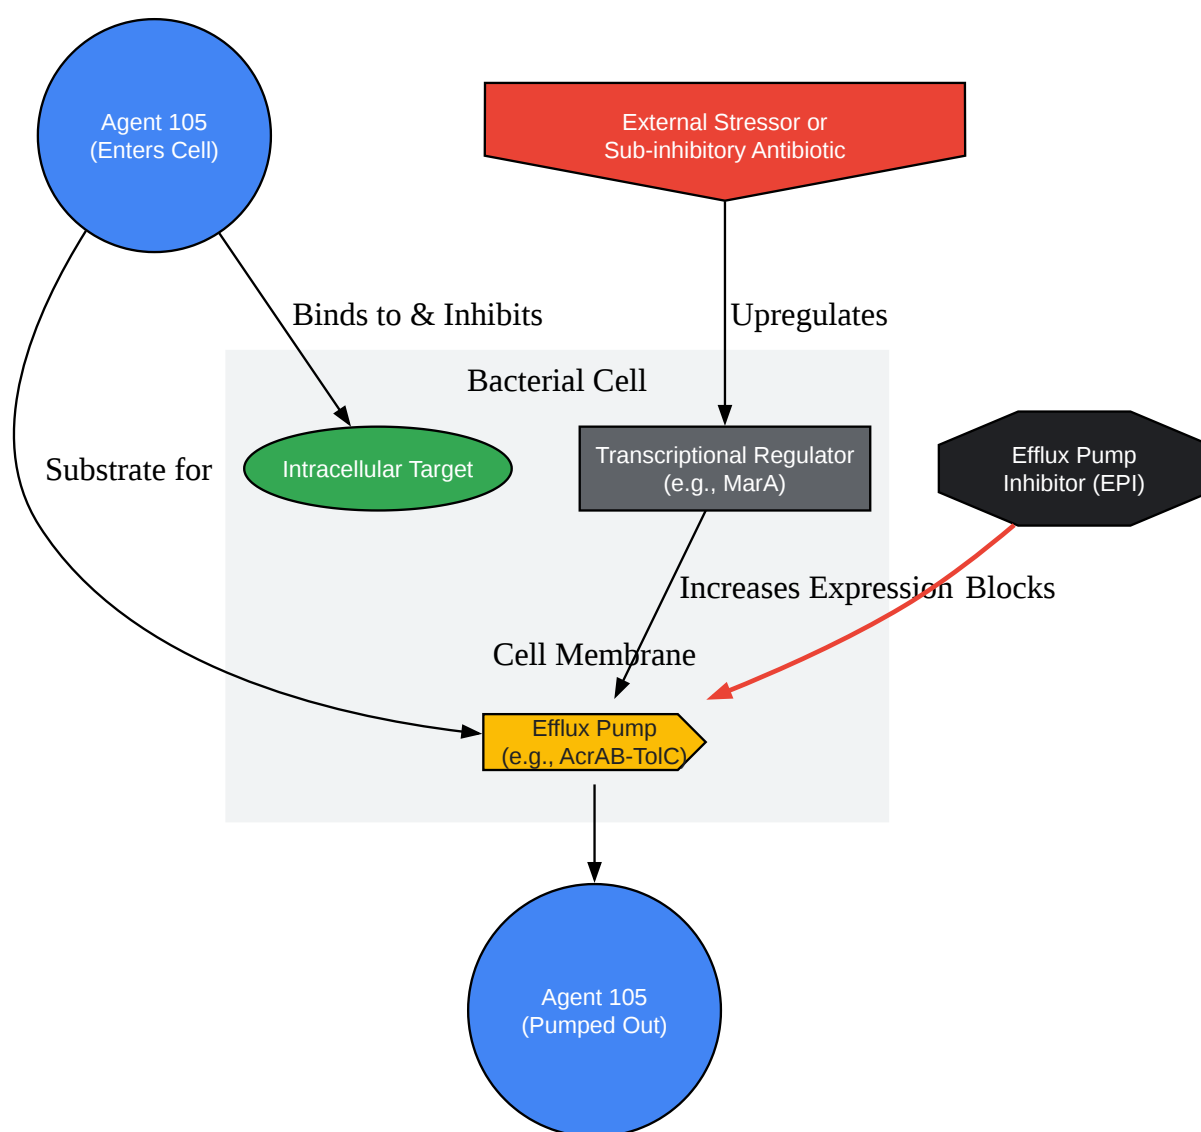 Agent 105
(Enters Cell)
External Stressor or
Sub-inhibitory Antibiotic
Binds to & Inhibits
Upregulates
Bacterial Cell
Substrate for
Intracellular Target
Transcriptional Regulator
(e.g., MarA)
Efflux Pump
Inhibitor (EPI)
Increases Expression
Blocks
Cell Membrane
Efflux Pump
(e.g., AcrAB-TolC)
Agent 105
(Pumped Out)